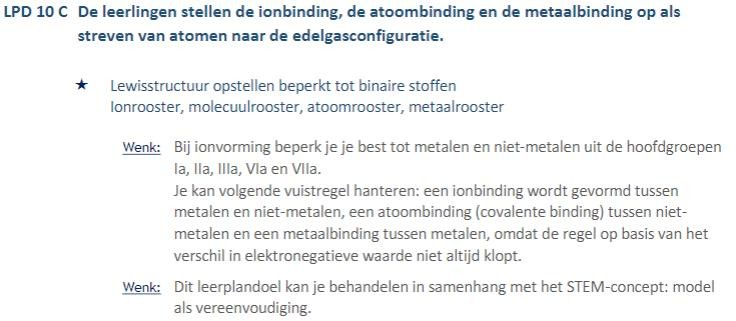 LPD 10 C De leerlingen stellen de ionbinding, de atoombinding en de metaalbinding op als
streven van atomen naar de edelgasconfiguratie.
★ Lewisstructuur opstellen beperkt tot binaire stoffen
Ionrooster, molecuulrooster, atoomrooster, metaalrooster
Wenk: Bij ionvorming beperk je je best tot metalen en niet-metalen uit de hoofdgroepen
Ia, IIa, IIIa, VIa en VIIa.
Je kan volgende vuistregel hanteren: een ionbinding wordt gevormd tussen
metalen en niet-metalen, een atoombinding (covalente binding) tussen niet-
metalen en een metaalbinding tussen metalen, omdat de regel op basis van het
verschil in elektronegatieve waarde niet altijd klopt.
Wenk: Dit leerplandoel kan je behandelen in samenhang met het STEM-concept: model
als vereenvoudiging.